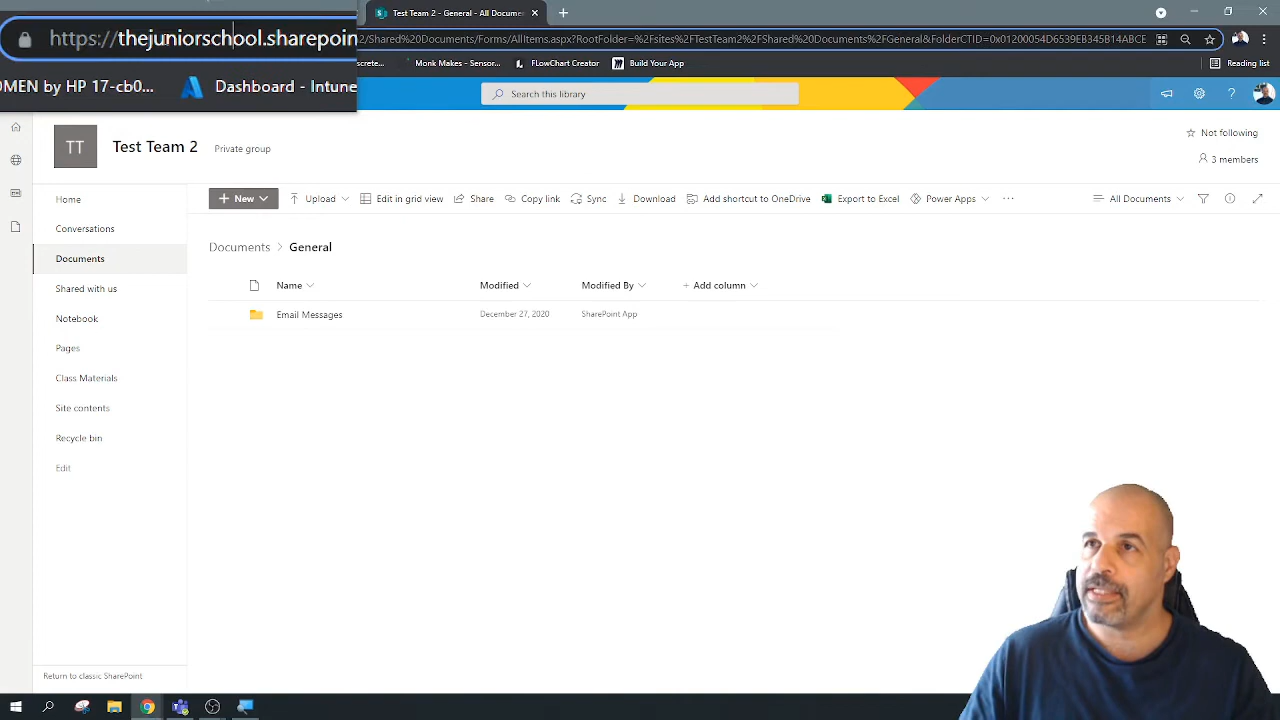 Test Team 2 - General - All Docume
https://thejuniorschool.sharepoin
2/Shared%20Documents/Forms/AllItems.aspx?RootFolder=%2Fsites%2FTestTeam2%2FShared%20Documents%2FGeneral&FolderCTID=0x01200054D6539EB345B14ABCE
OMEN by HP 17-cb0... Dashboard - Intune
screte... Monk Makes - Sensor... FLowChart Creator Build Your App Reading list
Search this library
TT Test Team 2 Private group
Not following
3 members
New Upload Edit in grid view Share Copy link Sync Download Add shortcut to OneDrive Export to Excel Power Apps ... All Documents
Home
Conversations
Documents
Shared with us
Notebook
Pages
Class Materials
Site contents
Recycle bin
Edit
Documents > General
Name Modified Modified By + Add column
Email Messages December 27, 2020 SharePoint App
Return to classic SharePoint